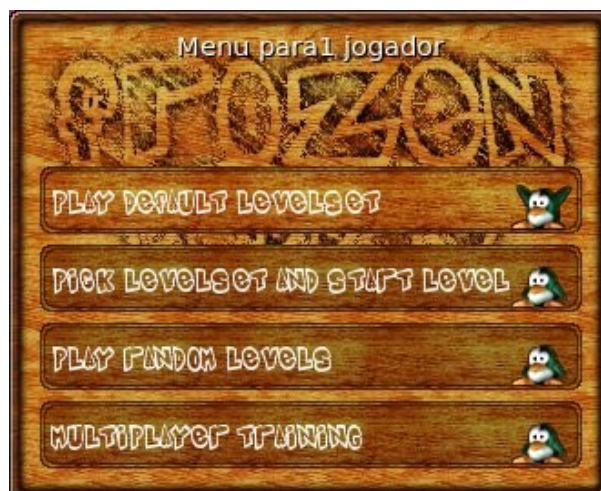 Menu para1 jogador
FROZEN
PLAY DEFAULT LEVELSET
PICK LEVELSET AND START LEVEL
PLAY RANDOM LEVELS
MULTIPLAYER TRAINING